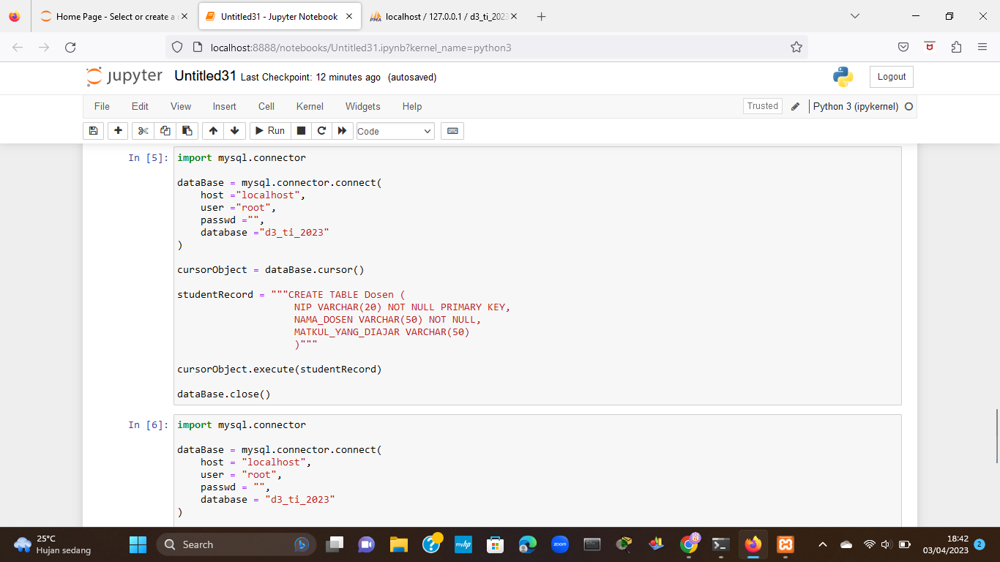 Home Page - Select or create a
Untitled31 - Jupyter Notebook
localhost / 127.0.0.1 / d3_ti_2023
localhost:8888/notebooks/Untitled31.ipynb?kernel_name=python3
jupyter Untitled31 Last Checkpoint: 12 minutes ago (autosaved)
Logout
File Edit View Insert Cell Kernel Widgets Help
Trusted
Python 3 (ipykernel)
Run
Code
In [5]:
import mysql.connector
dataBase = mysql.connector.connect(
host ="localhost",
user ="root",
passwd ="",
database ="d3_ti_2023"
)
cursorObject = dataBase.cursor()
studentRecord = """CREATE TABLE Dosen (
NIP VARCHAR(20) NOT NULL PRIMARY KEY,
NAMA_DOSEN VARCHAR(50) NOT NULL,
MATKUL_YANG_DIAJAR VARCHAR(50)
)"""
cursorObject.execute(studentRecord)
dataBase.close()
In [6]:
import mysql.connector
dataBase = mysql.connector.connect(
host = "localhost",
user = "root",
passwd = "",
database = "d3_ti_2023"
)
25°C
Hujan sedang
Search
myhp
zoom
18:42
03/04/2023
2